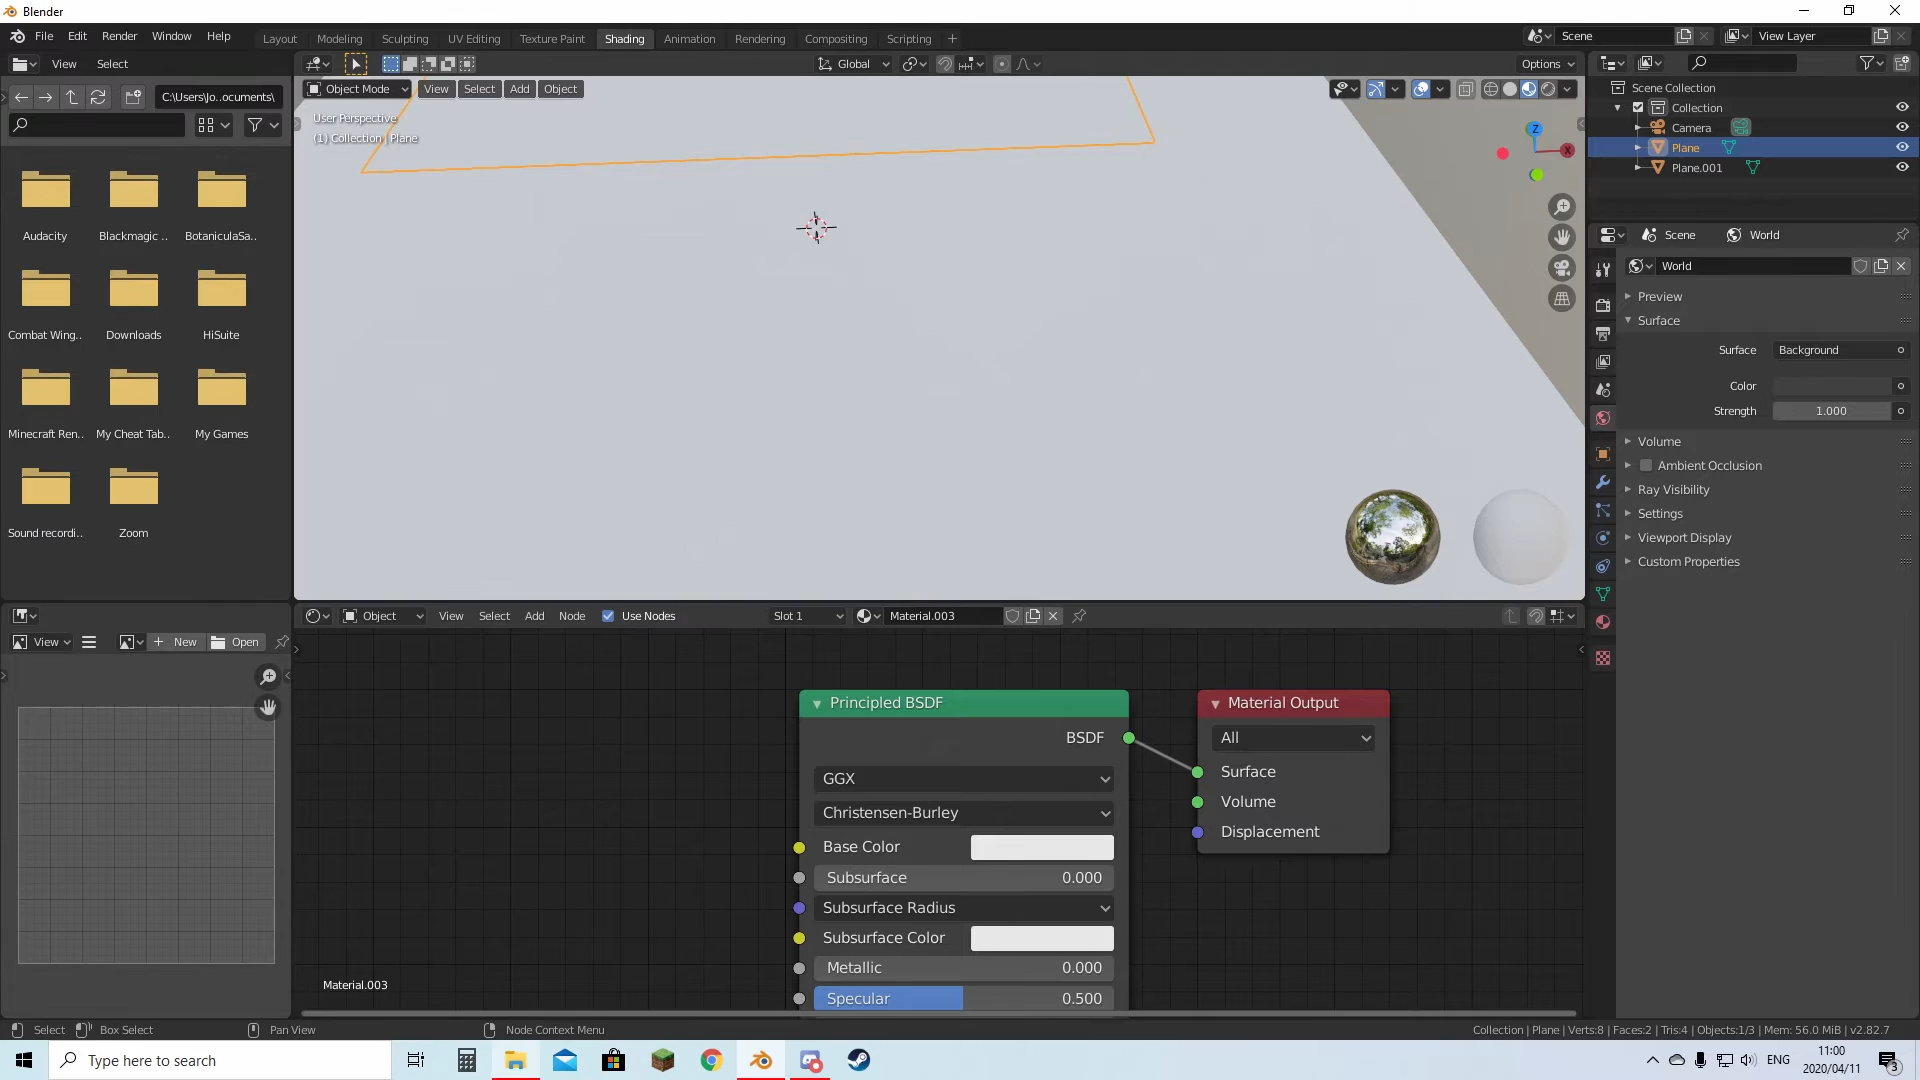 Blender
File Edit Render Window Help
Layout Modeling Sculpting UV Editing Texture Paint Shading Animation Rendering Compositing Scripting
Scene
View Layer
View Select
Global
Options
C:\Users\Jo..ocuments\
Object Mode View Select Add Object
User Perspective
(1) Collection | Plane
Z
X
Audacity
Blackmagic ..
BotaniculaSa..
Combat Wing..
Downloads
HiSuite
Minecraft Ren..
My Cheat Tab..
My Games
Sound recordi..
Zoom
Scene Collection
Collection
Camera
Plane
Plane.001
Scene World
World
Preview
Surface
Surface Background
Color
Strength 1.000
Volume
Ambient Occlusion
Ray Visibility
Settings
Viewport Display
Custom Properties
View
New
Open
Object View Select Add Node Use Nodes Slot 1 Material.003
Principled BSDF
BSDF
GGX
Christensen-Burley
Base Color
Subsurface 0.000
Subsurface Radius
Subsurface Color
Metallic 0.000
Specular 0.500
Material Output
All
Surface
Volume
Displacement
Material.003
Select Box Select Pan View Node Context Menu
Collection | Plane | Verts:8 | Faces:2 | Tris:4 | Objects:1/3 | Mem: 56.0 MiB | v2.82.7
Type here to search
ENG
11:00
2020/04/11
3